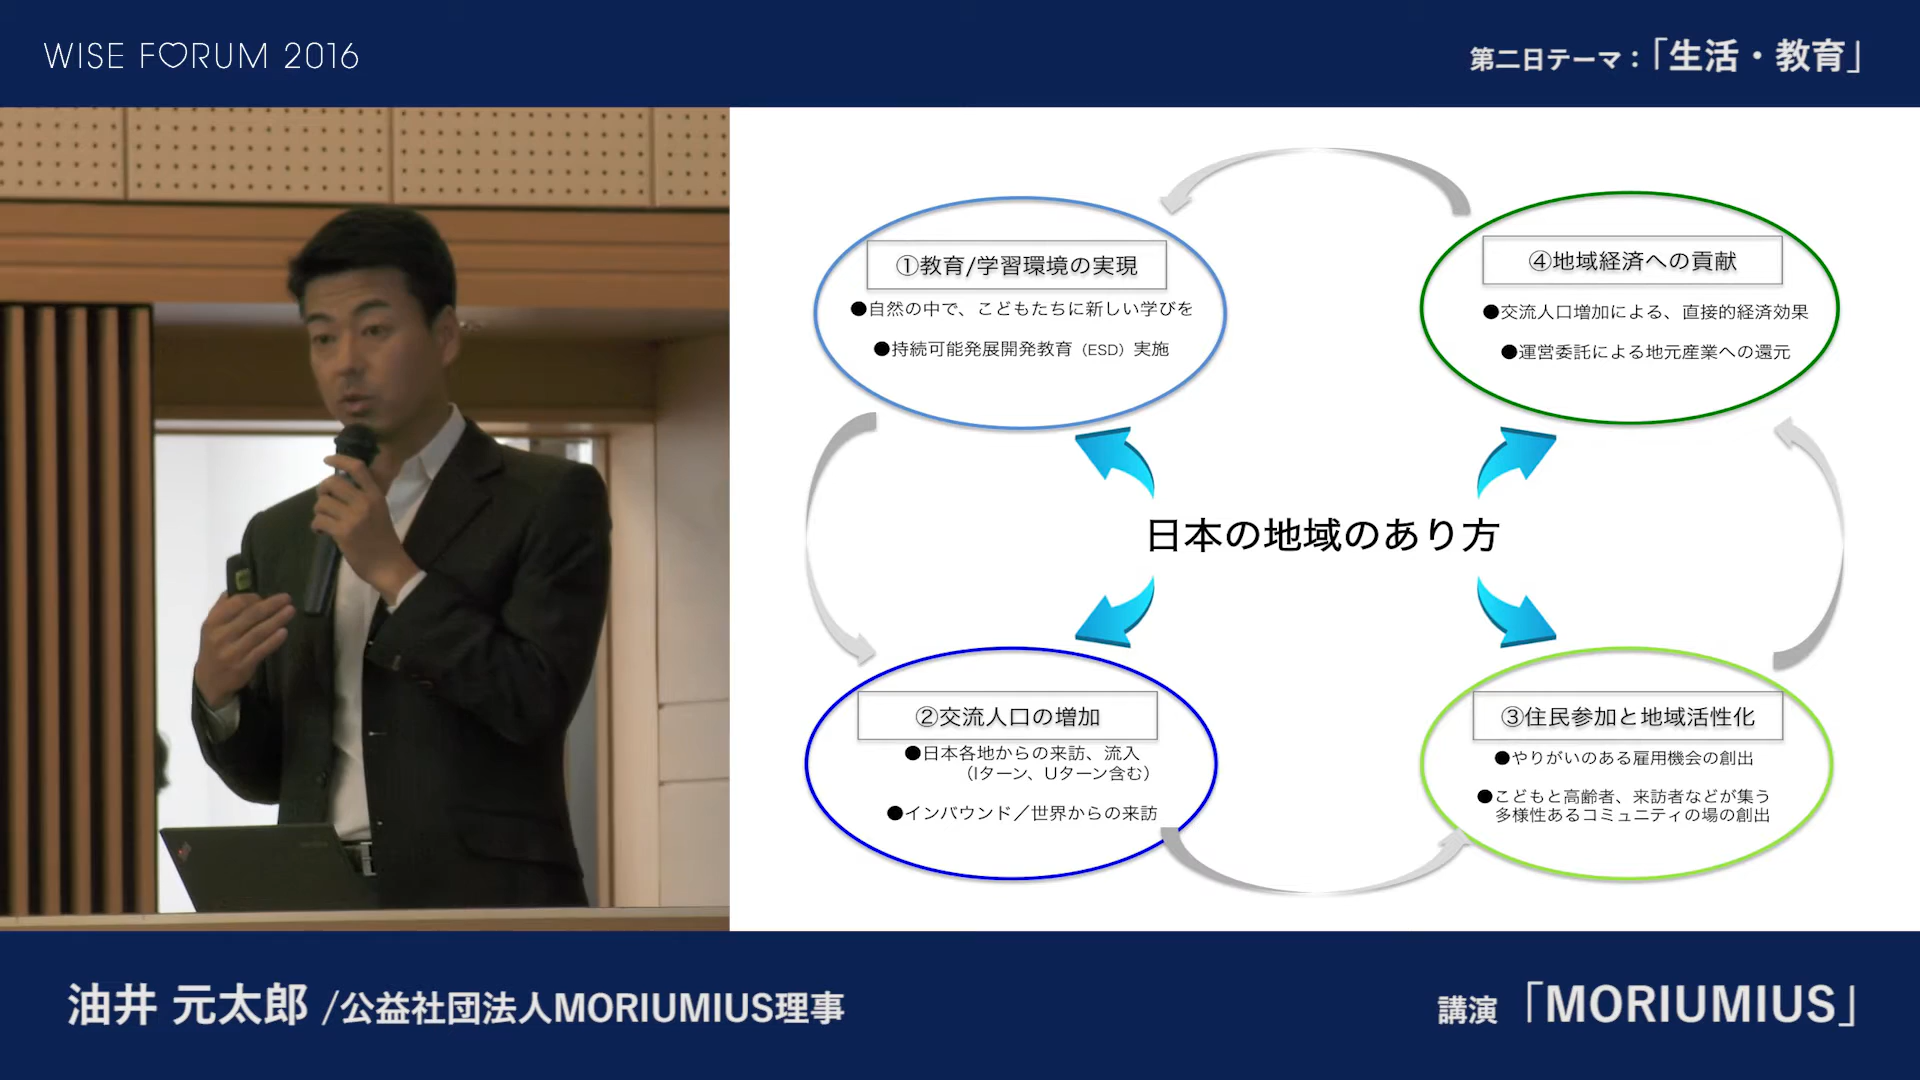 WISE FORUM 2016
第二日テーマ：「生活・教育」
①教育/学習環境の実現
●自然の中で、こどもたちに新しい学びを
●持続可能発展開発教育（ESD）実施
④地域経済への貢献
●交流人口増加による、直接的経済効果
●運営委託による地元産業への還元
日本の地域のあり方
②交流人口の増加
●日本各地からの来訪、流入
（Iターン、Uターン含む）
●インバウンド／世界からの来訪
③住民参加と地域活性化
●やりがいのある雇用機会の創出
●こどもと高齢者、来訪者などが集う
多様性あるコミュニティの場の創出
油井 元太郎 /公益社団法人MORIUMIUS理事
講演「MORIUMIUS」